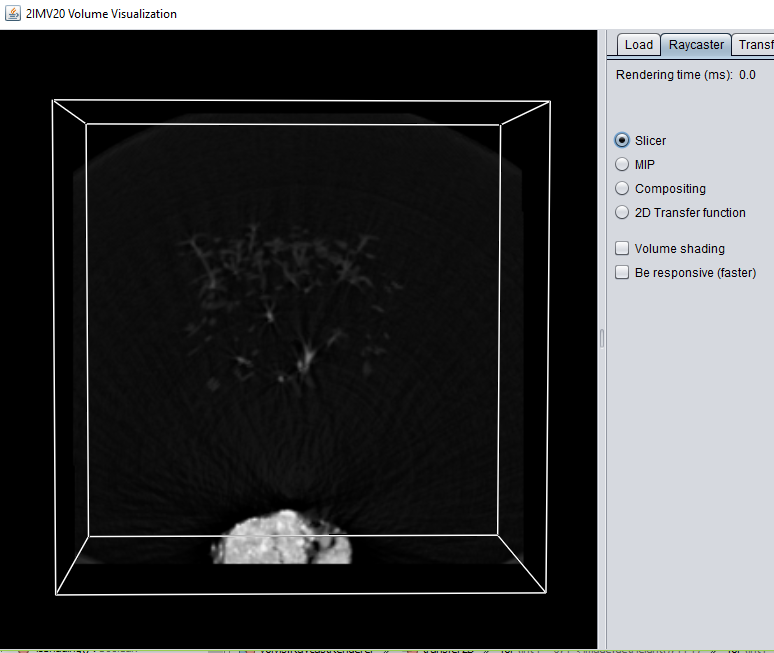 2IMV20 Volume Visualization
Load Raycaster Transf
Rendering time (ms): 0.0
Slicer
MIP
Compositing
2D Transfer function
Volume shading
Be responsive (faster)